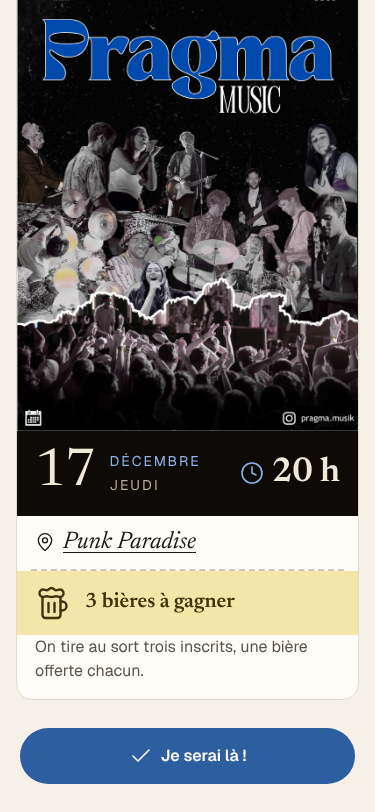 Pragma
MUSIC
pragma.musik
17 DÉCEMBRE
JEUDI
20 h
Punk Paradise
3 bières à gagner
On tire au sort trois inscrits, une bière
offerte chacun.
Je serai là !